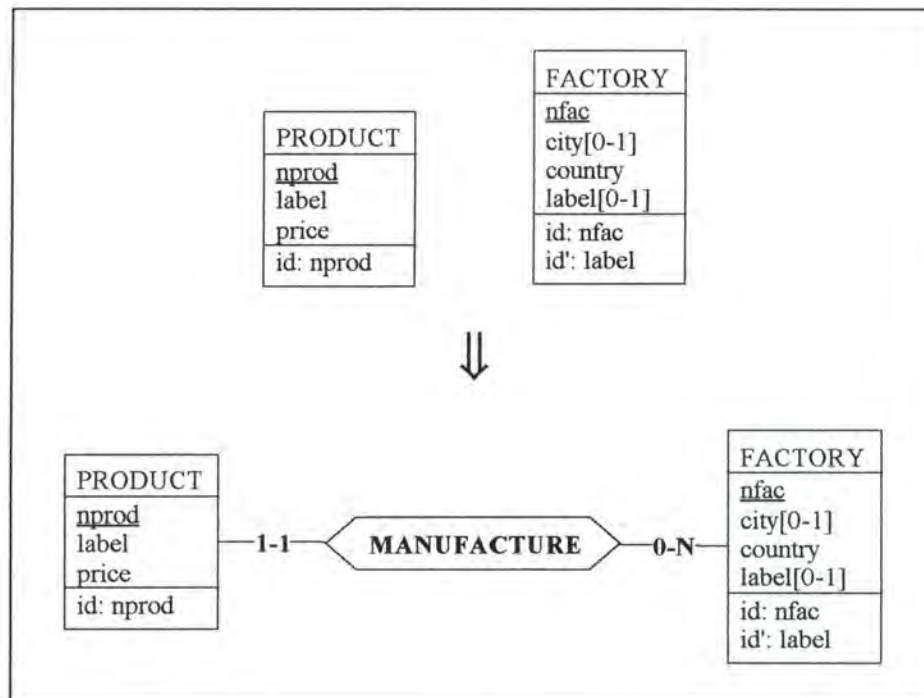 FACTORY
nfac
city[0-1]
country
label[0-1]
id: nfac
id': label
PRODUCT
nprod
label
price
id: nprod
PRODUCT
nprod
label
price
id: nprod
1-1
MANUFACTURE
0-N
FACTORY
nfac
city[0-1]
country
label[0-1]
id: nfac
id': label